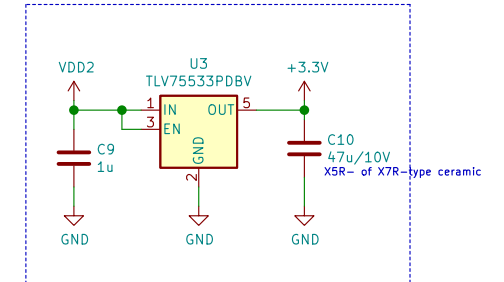 VDD2
U3
TLV75533PDBV
+3.3V
1
IN
OUT
5
3
EN
GND
2
C9
1u
C10
47u/10V
X5R- of X7R-type ceramic
GND
GND
GND